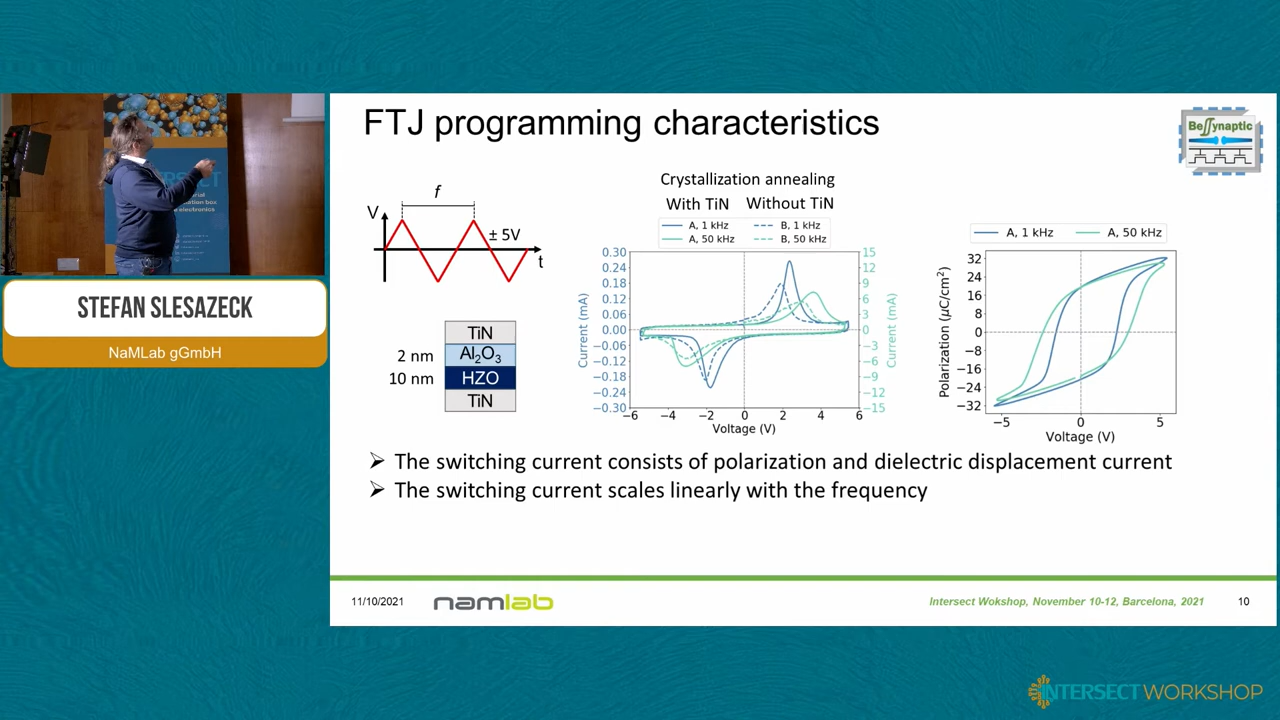 FTJ programming characteristics
BeSynaptic
f
V
± 5V
t
TiN
2 nm
Al2O3
10 nm
HZO
TiN
Crystallization annealing
With TiN Without TiN
A, 1 kHz B, 1 kHz
A, 50 kHz B, 50 kHz
0.30
0.24
0.18
0.12
0.06
0.00
−0.06
−0.12
−0.18
−0.24
−0.30
Current (mA)
15
12
9
6
3
0
−3
−6
−9
−12
−15
Current (mA)
−6 −4 −2 0 2 4 6
Voltage (V)
A, 1 kHz A, 50 kHz
32
24
16
8
0
−8
−16
−24
−32
Polarization (μC/cm2)
−5 0 5
Voltage (V)
➢ The switching current consists of polarization and dielectric displacement current
➢ The switching current scales linearly with the frequency
11/10/2021
namlab
Intersect Wokshop, November 10-12, Barcelona, 2021
10
STEFAN SLESAZECK
NaMLab gGmbH
INTERSECT WORKSHOP